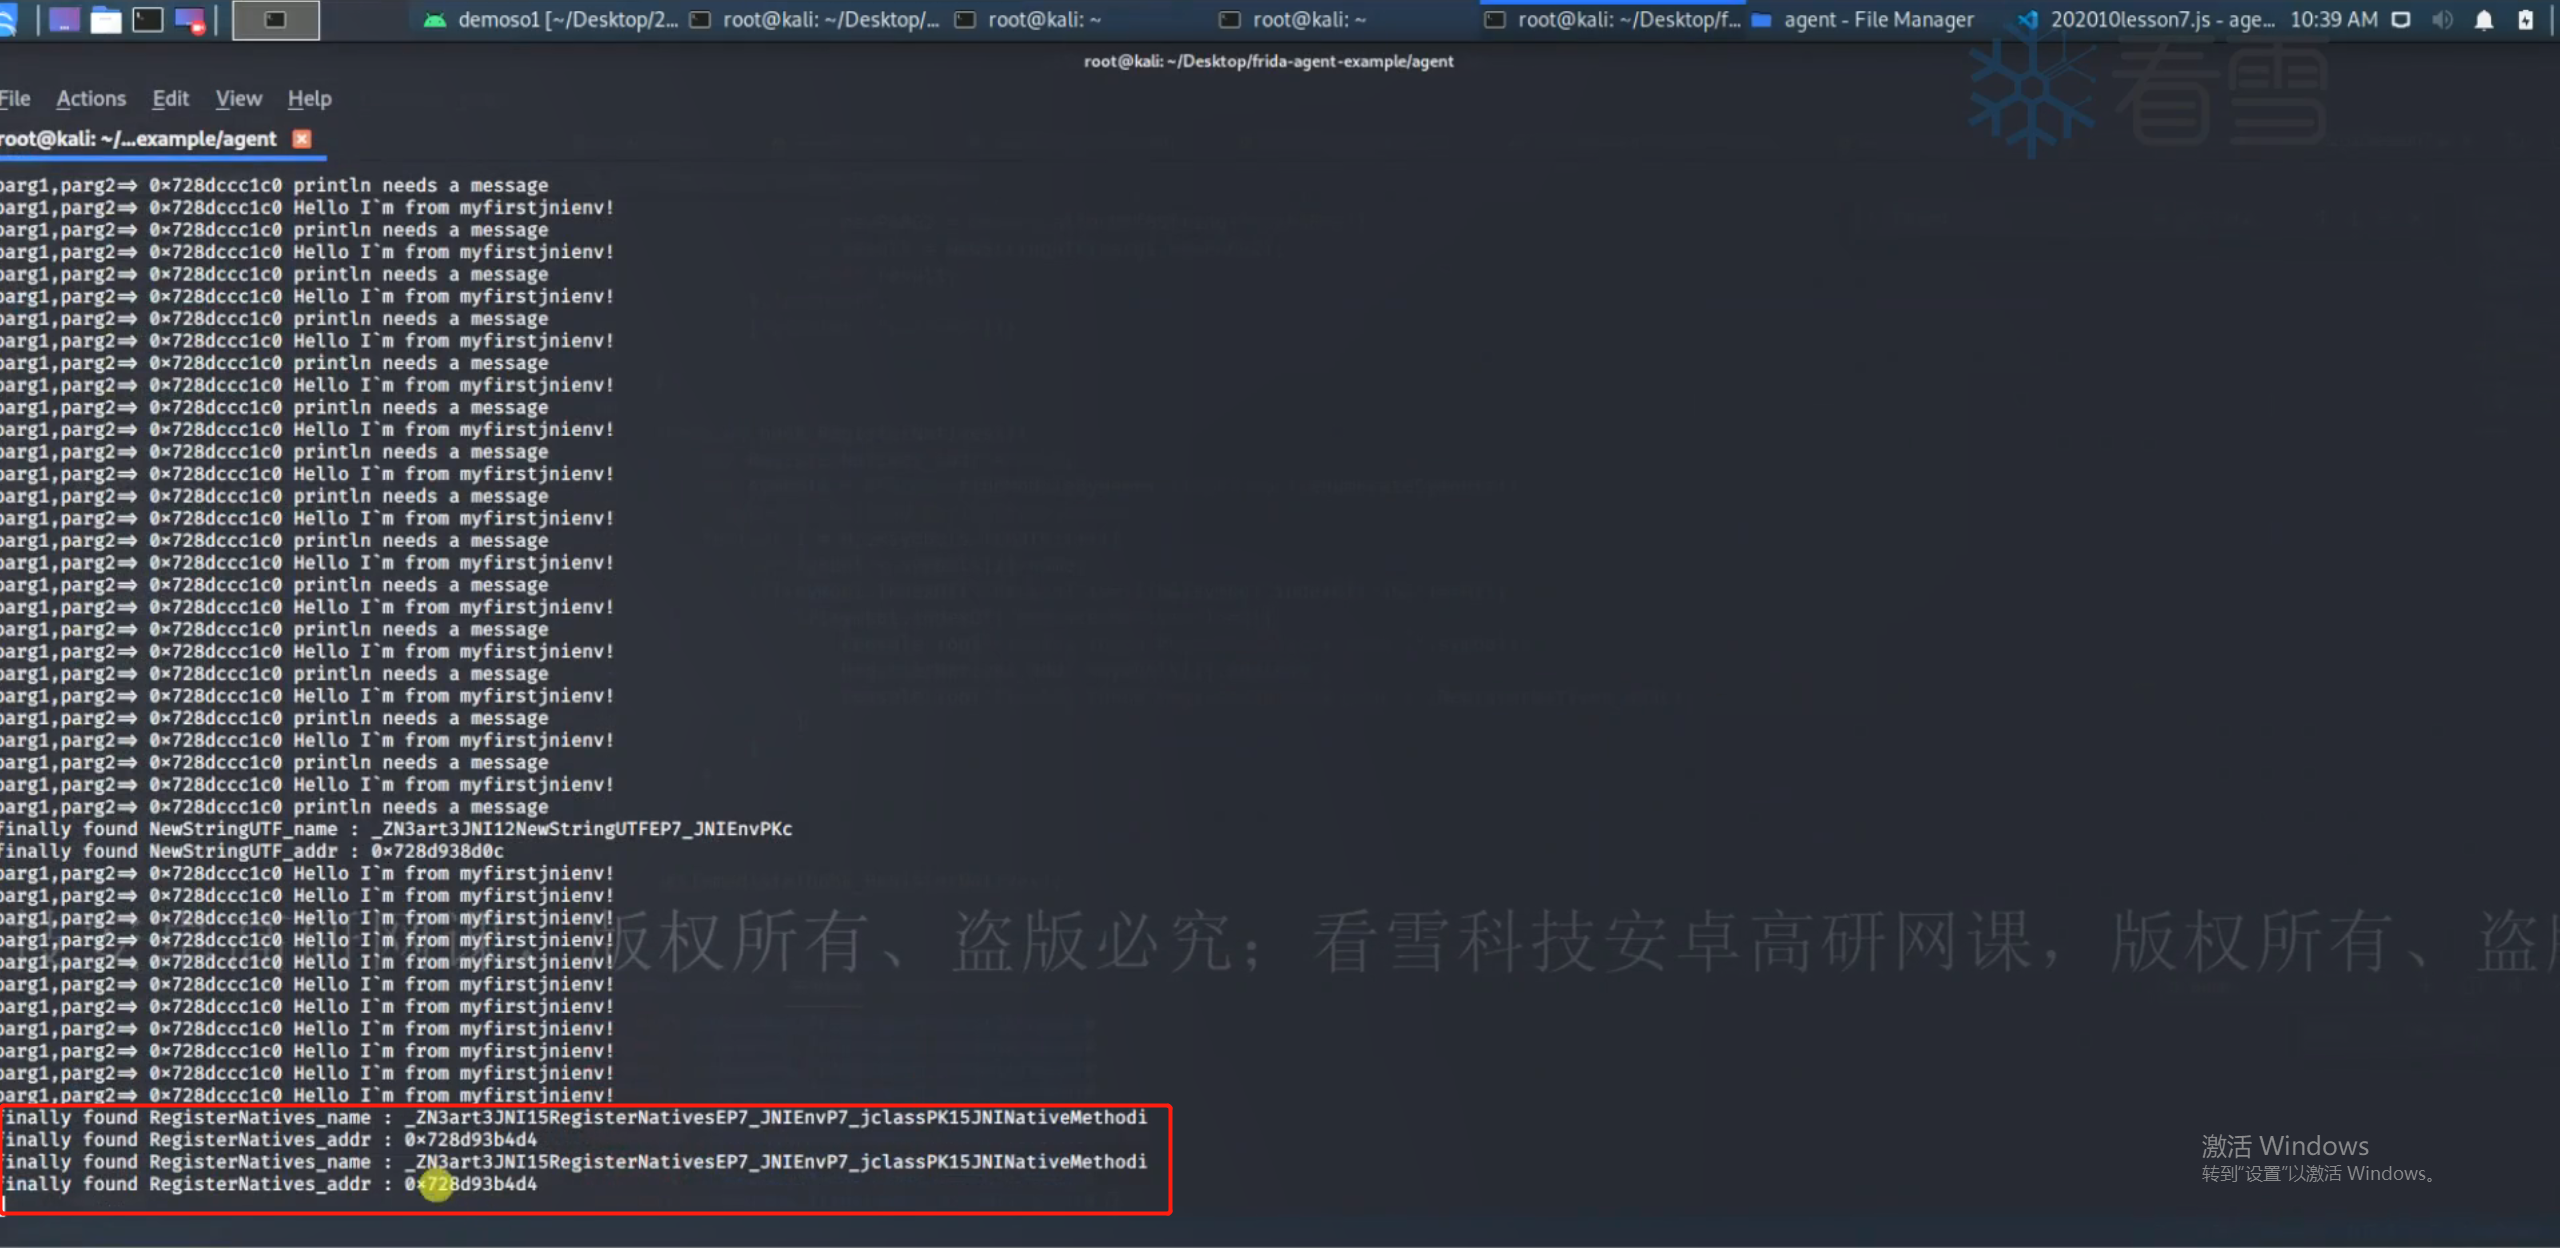 demoso1 [~/Desktop/2... root@kali: ~/Desktop/... root@kali: ~ root@kali: ~ root@kali: ~/Desktop/f... agent - File Manager 202010lesson7.js - age... 10:39 AM
root@kali: ~/Desktop/frida-agent-example/agent
看雪
File Actions Edit View Help
root@kali: ~/...example/agent
parg1,parg2=> 0×728dccc1c0 println needs a message
parg1,parg2=> 0×728dccc1c0 Hello I`m from myfirstjnienv!
parg1,parg2=> 0×728dccc1c0 println needs a message
parg1,parg2=> 0×728dccc1c0 Hello I`m from myfirstjnienv!
parg1,parg2=> 0×728dccc1c0 println needs a message
parg1,parg2=> 0×728dccc1c0 Hello I`m from myfirstjnienv!
parg1,parg2=> 0×728dccc1c0 println needs a message
parg1,parg2=> 0×728dccc1c0 Hello I`m from myfirstjnienv!
parg1,parg2=> 0×728dccc1c0 println needs a message
parg1,parg2=> 0×728dccc1c0 Hello I`m from myfirstjnienv!
parg1,parg2=> 0×728dccc1c0 println needs a message
parg1,parg2=> 0×728dccc1c0 Hello I`m from myfirstjnienv!
parg1,parg2=> 0×728dccc1c0 println needs a message
parg1,parg2=> 0×728dccc1c0 Hello I`m from myfirstjnienv!
parg1,parg2=> 0×728dccc1c0 println needs a message
parg1,parg2=> 0×728dccc1c0 Hello I`m from myfirstjnienv!
parg1,parg2=> 0×728dccc1c0 println needs a message
parg1,parg2=> 0×728dccc1c0 Hello I`m from myfirstjnienv!
parg1,parg2=> 0×728dccc1c0 println needs a message
parg1,parg2=> 0×728dccc1c0 Hello I`m from myfirstjnienv!
parg1,parg2=> 0×728dccc1c0 println needs a message
parg1,parg2=> 0×728dccc1c0 Hello I`m from myfirstjnienv!
parg1,parg2=> 0×728dccc1c0 println needs a message
parg1,parg2=> 0×728dccc1c0 Hello I`m from myfirstjnienv!
parg1,parg2=> 0×728dccc1c0 println needs a message
parg1,parg2=> 0×728dccc1c0 Hello I`m from myfirstjnienv!
parg1,parg2=> 0×728dccc1c0 println needs a message
parg1,parg2=> 0×728dccc1c0 Hello I`m from myfirstjnienv!
parg1,parg2=> 0×728dccc1c0 println needs a message
finally found NewStringUTF_name : _ZN3art3JNI12NewStringUTFEP7_JNIEnvPKc
finally found NewStringUTF_addr : 0×728d938d0c
parg1,parg2=> 0×728dccc1c0 Hello I`m from myfirstjnienv!
parg1,parg2=> 0×728dccc1c0 Hello I`m from myfirstjnienv!
parg1,parg2=> 0×728dccc1c0 Hello I`m from myfirstjnienv!
parg1,parg2=> 0×728dccc1c0 Hello I`m from myfirstjnienv!
版权所有、盗版必究；看雪科技安卓高研网课，版权所有、盗
parg1,parg2=> 0×728dccc1c0 Hello I`m from myfirstjnienv!
parg1,parg2=> 0×728dccc1c0 Hello I`m from myfirstjnienv!
parg1,parg2=> 0×728dccc1c0 Hello I`m from myfirstjnienv!
parg1,parg2=> 0×728dccc1c0 Hello I`m from myfirstjnienv!
parg1,parg2=> 0×728dccc1c0 Hello I`m from myfirstjnienv!
parg1,parg2=> 0×728dccc1c0 Hello I`m from myfirstjnienv!
parg1,parg2=> 0×728dccc1c0 Hello I`m from myfirstjnienv!
finally found RegisterNatives_name : _ZN3art3JNI15RegisterNativesEP7_JNIEnvP7_jclassPK15JNINativeMethodi
finally found RegisterNatives_addr : 0×728d93b4d4
finally found RegisterNatives_name : _ZN3art3JNI15RegisterNativesEP7_JNIEnvP7_jclassPK15JNINativeMethodi
finally found RegisterNatives_addr : 0×728d93b4d4
激活 Windows
转到"设置"以激活 Windows。